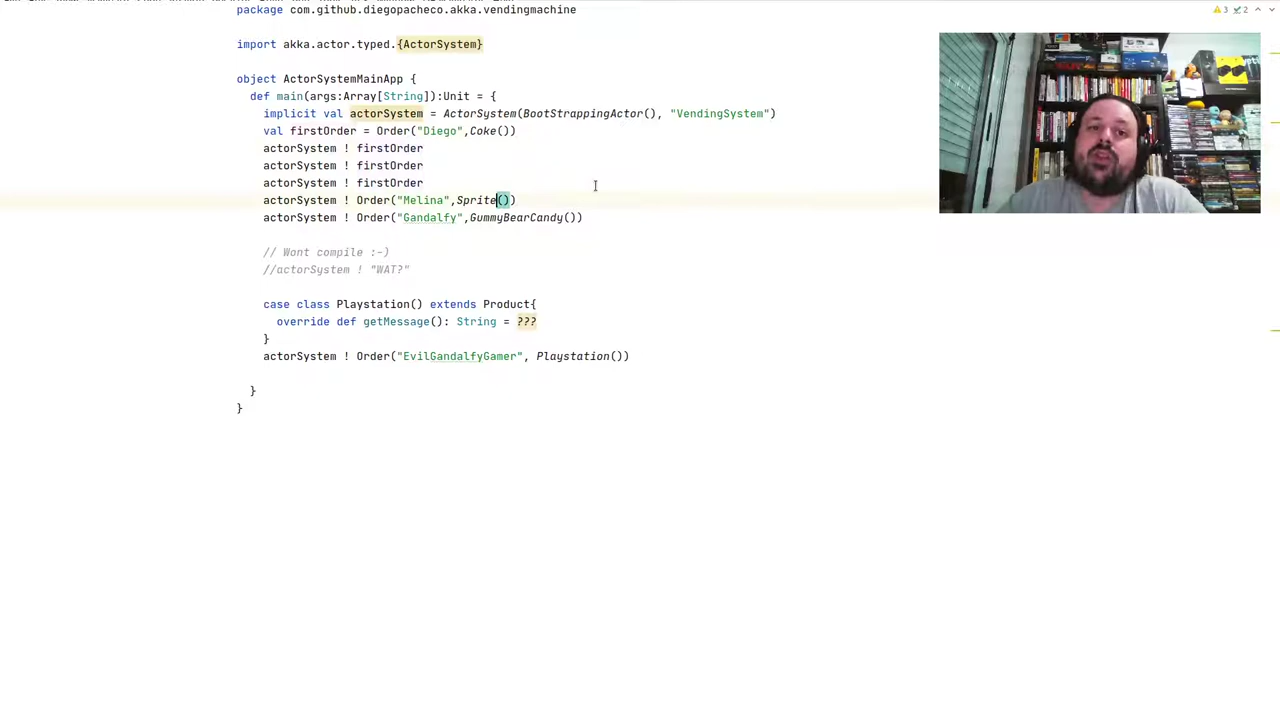 package com.github.diegopacheco.akka.vendingmachine
3 2
import akka.actor.typed.{ActorSystem}
object ActorSystemMainApp {
def main(args:Array[String]):Unit = {
implicit val actorSystem = ActorSystem(BootStrappingActor(), "VendingSystem")
val firstOrder = Order("Diego",Coke())
actorSystem ! firstOrder
actorSystem ! firstOrder
actorSystem ! firstOrder
actorSystem ! Order("Melina",Sprite())
actorSystem ! Order("Gandalfy",GummyBearCandy())
// Wont compile :-)
//actorSystem ! "WAT?"
case class Playstation() extends Product{
override def getMessage(): String = ???
}
actorSystem ! Order("EvilGandalfyGamer", Playstation())
}
}